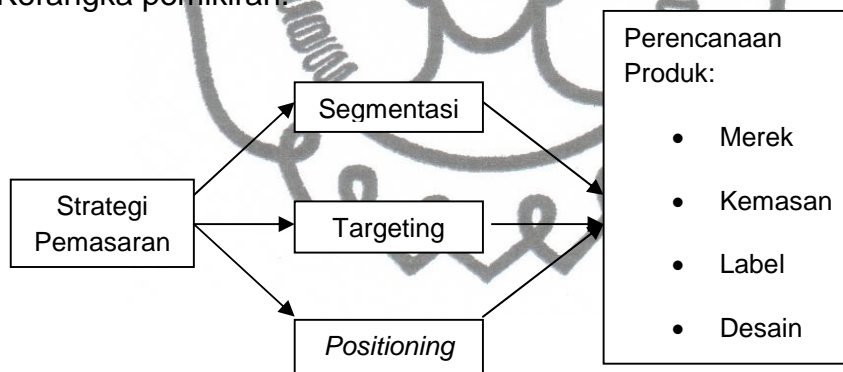 Kerangka pemikiran:
Perencanaan
Produk:
• Merek
• Kemasan
• Label
• Desain
Segmentasi
Strategi
Pemasaran
Targeting
Positioning